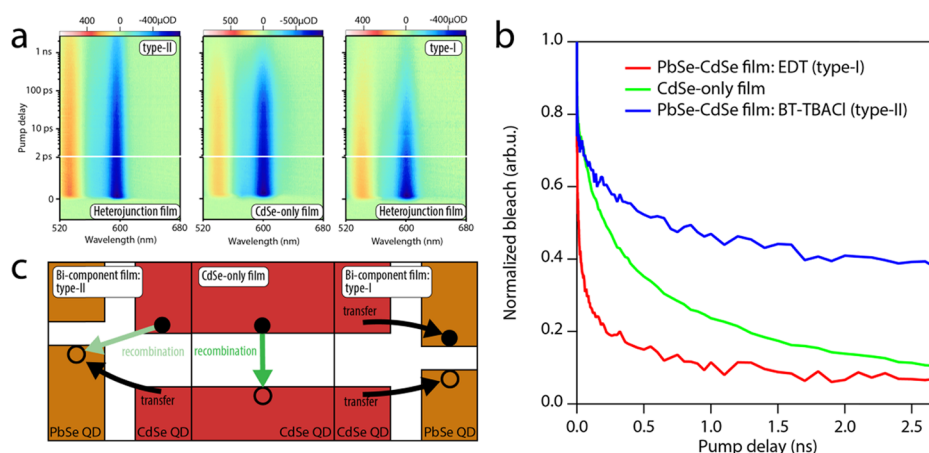 a
400 0 -400µOD
500 0 -500µOD
400 0 -400µOD
type-II
type-I
1 ns
100 ps
10 ps
2 ps
0
Pump delay
Heterojunction film
CdSe-only film
Heterojunction film
520 600 680
520 600 680
520 600 680
Wavelength (nm)
Wavelength (nm)
Wavelength (nm)
b
PbSe-CdSe film: EDT (type-I)
CdSe-only film
PbSe-CdSe film: BT-TBACl (type-II)
Normalized bleach (arb.u.)
1.0
0.8
0.6
0.4
0.2
0.0
0.0 0.5 1.0 1.5 2.0 2.5
Pump delay (ns)
c
Bi-component film:
type-II
CdSe-only film
Bi-component film:
type-I
transfer
recombination
recombination
transfer
transfer
PbSe QD
CdSe QD
CdSe QD
CdSe QD
PbSe QD